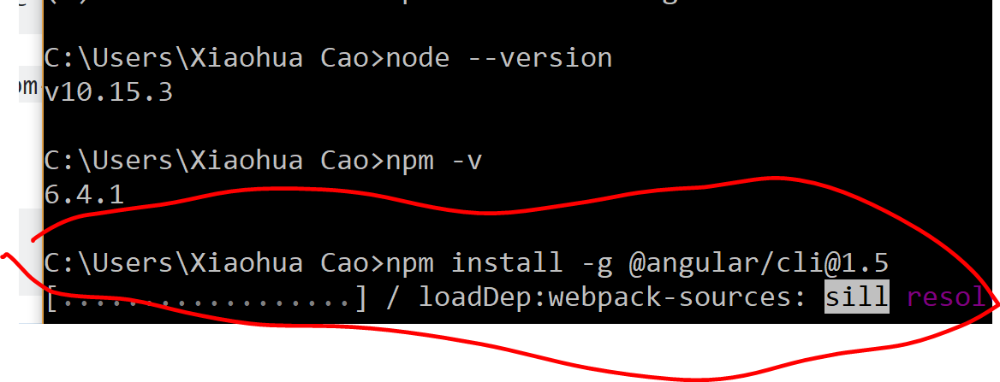 C:\Users\Xiaohua Cao>node --version
v10.15.3
C:\Users\Xiaohua Cao>npm -v
6.4.1
C:\Users\Xiaohua Cao>npm install -g @angular/cli@1.5
[..................] / loadDep:webpack-sources: sill resol